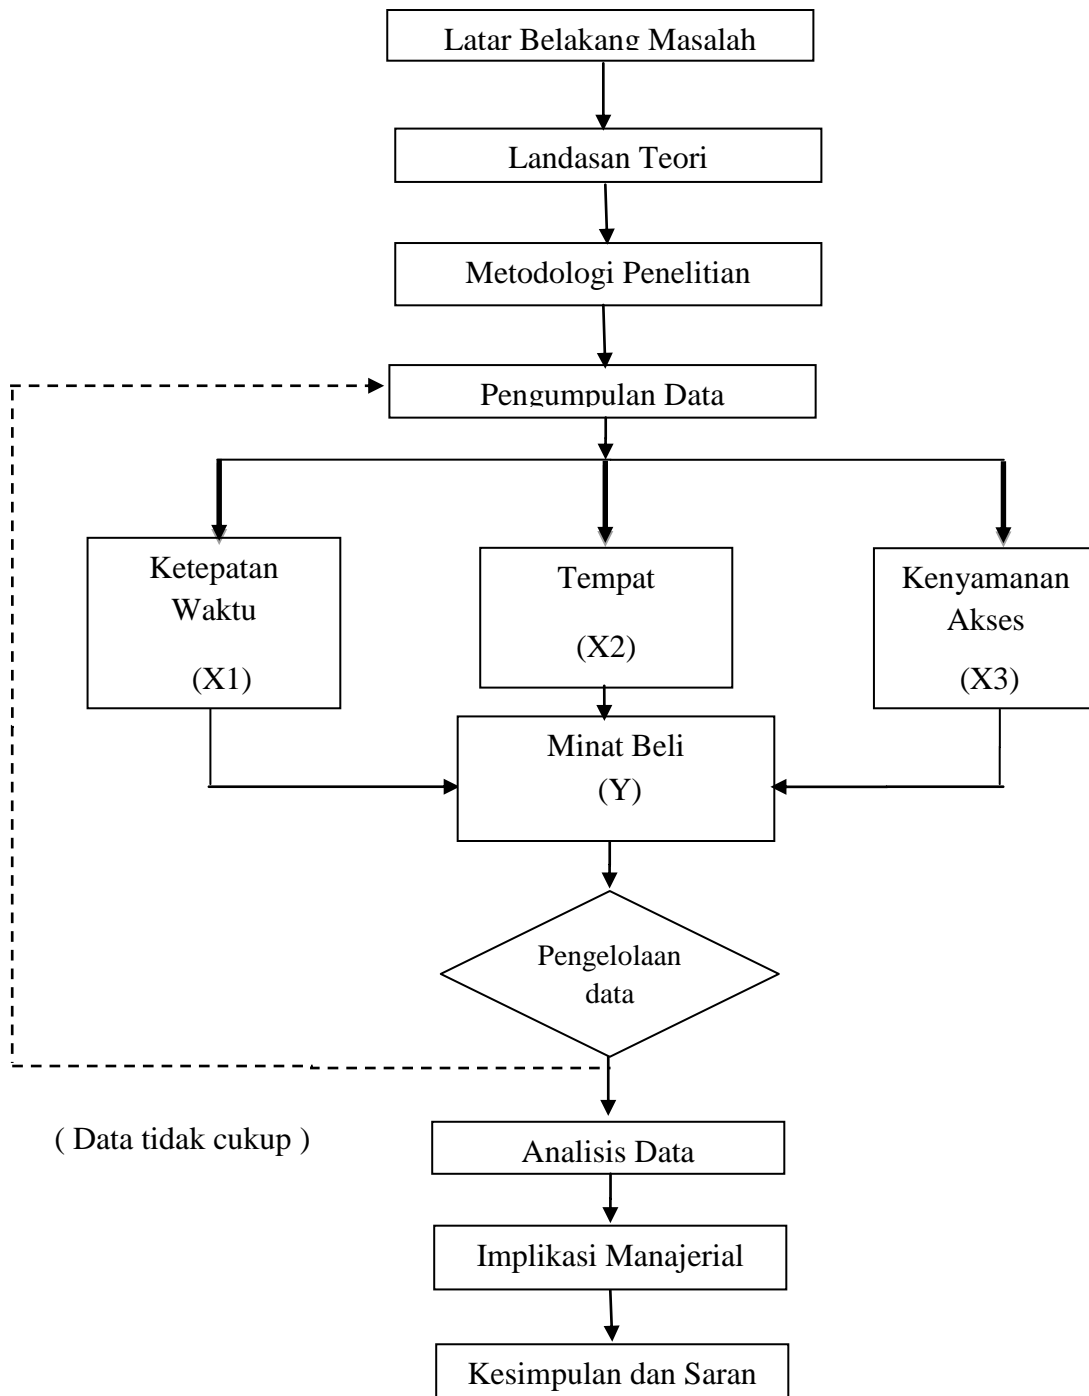 Latar Belakang Masalah
Landasan Teori
Metodologi Penelitian
Pengumpulan Data
Ketepatan
Waktu
(X1)
Tempat
(X2)
Kenyamanan
Akses
(X3)
Minat Beli
(Y)
Pengelolaan
data
( Data tidak cukup )
Analisis Data
Implikasi Manajerial
Kesimpulan dan Saran